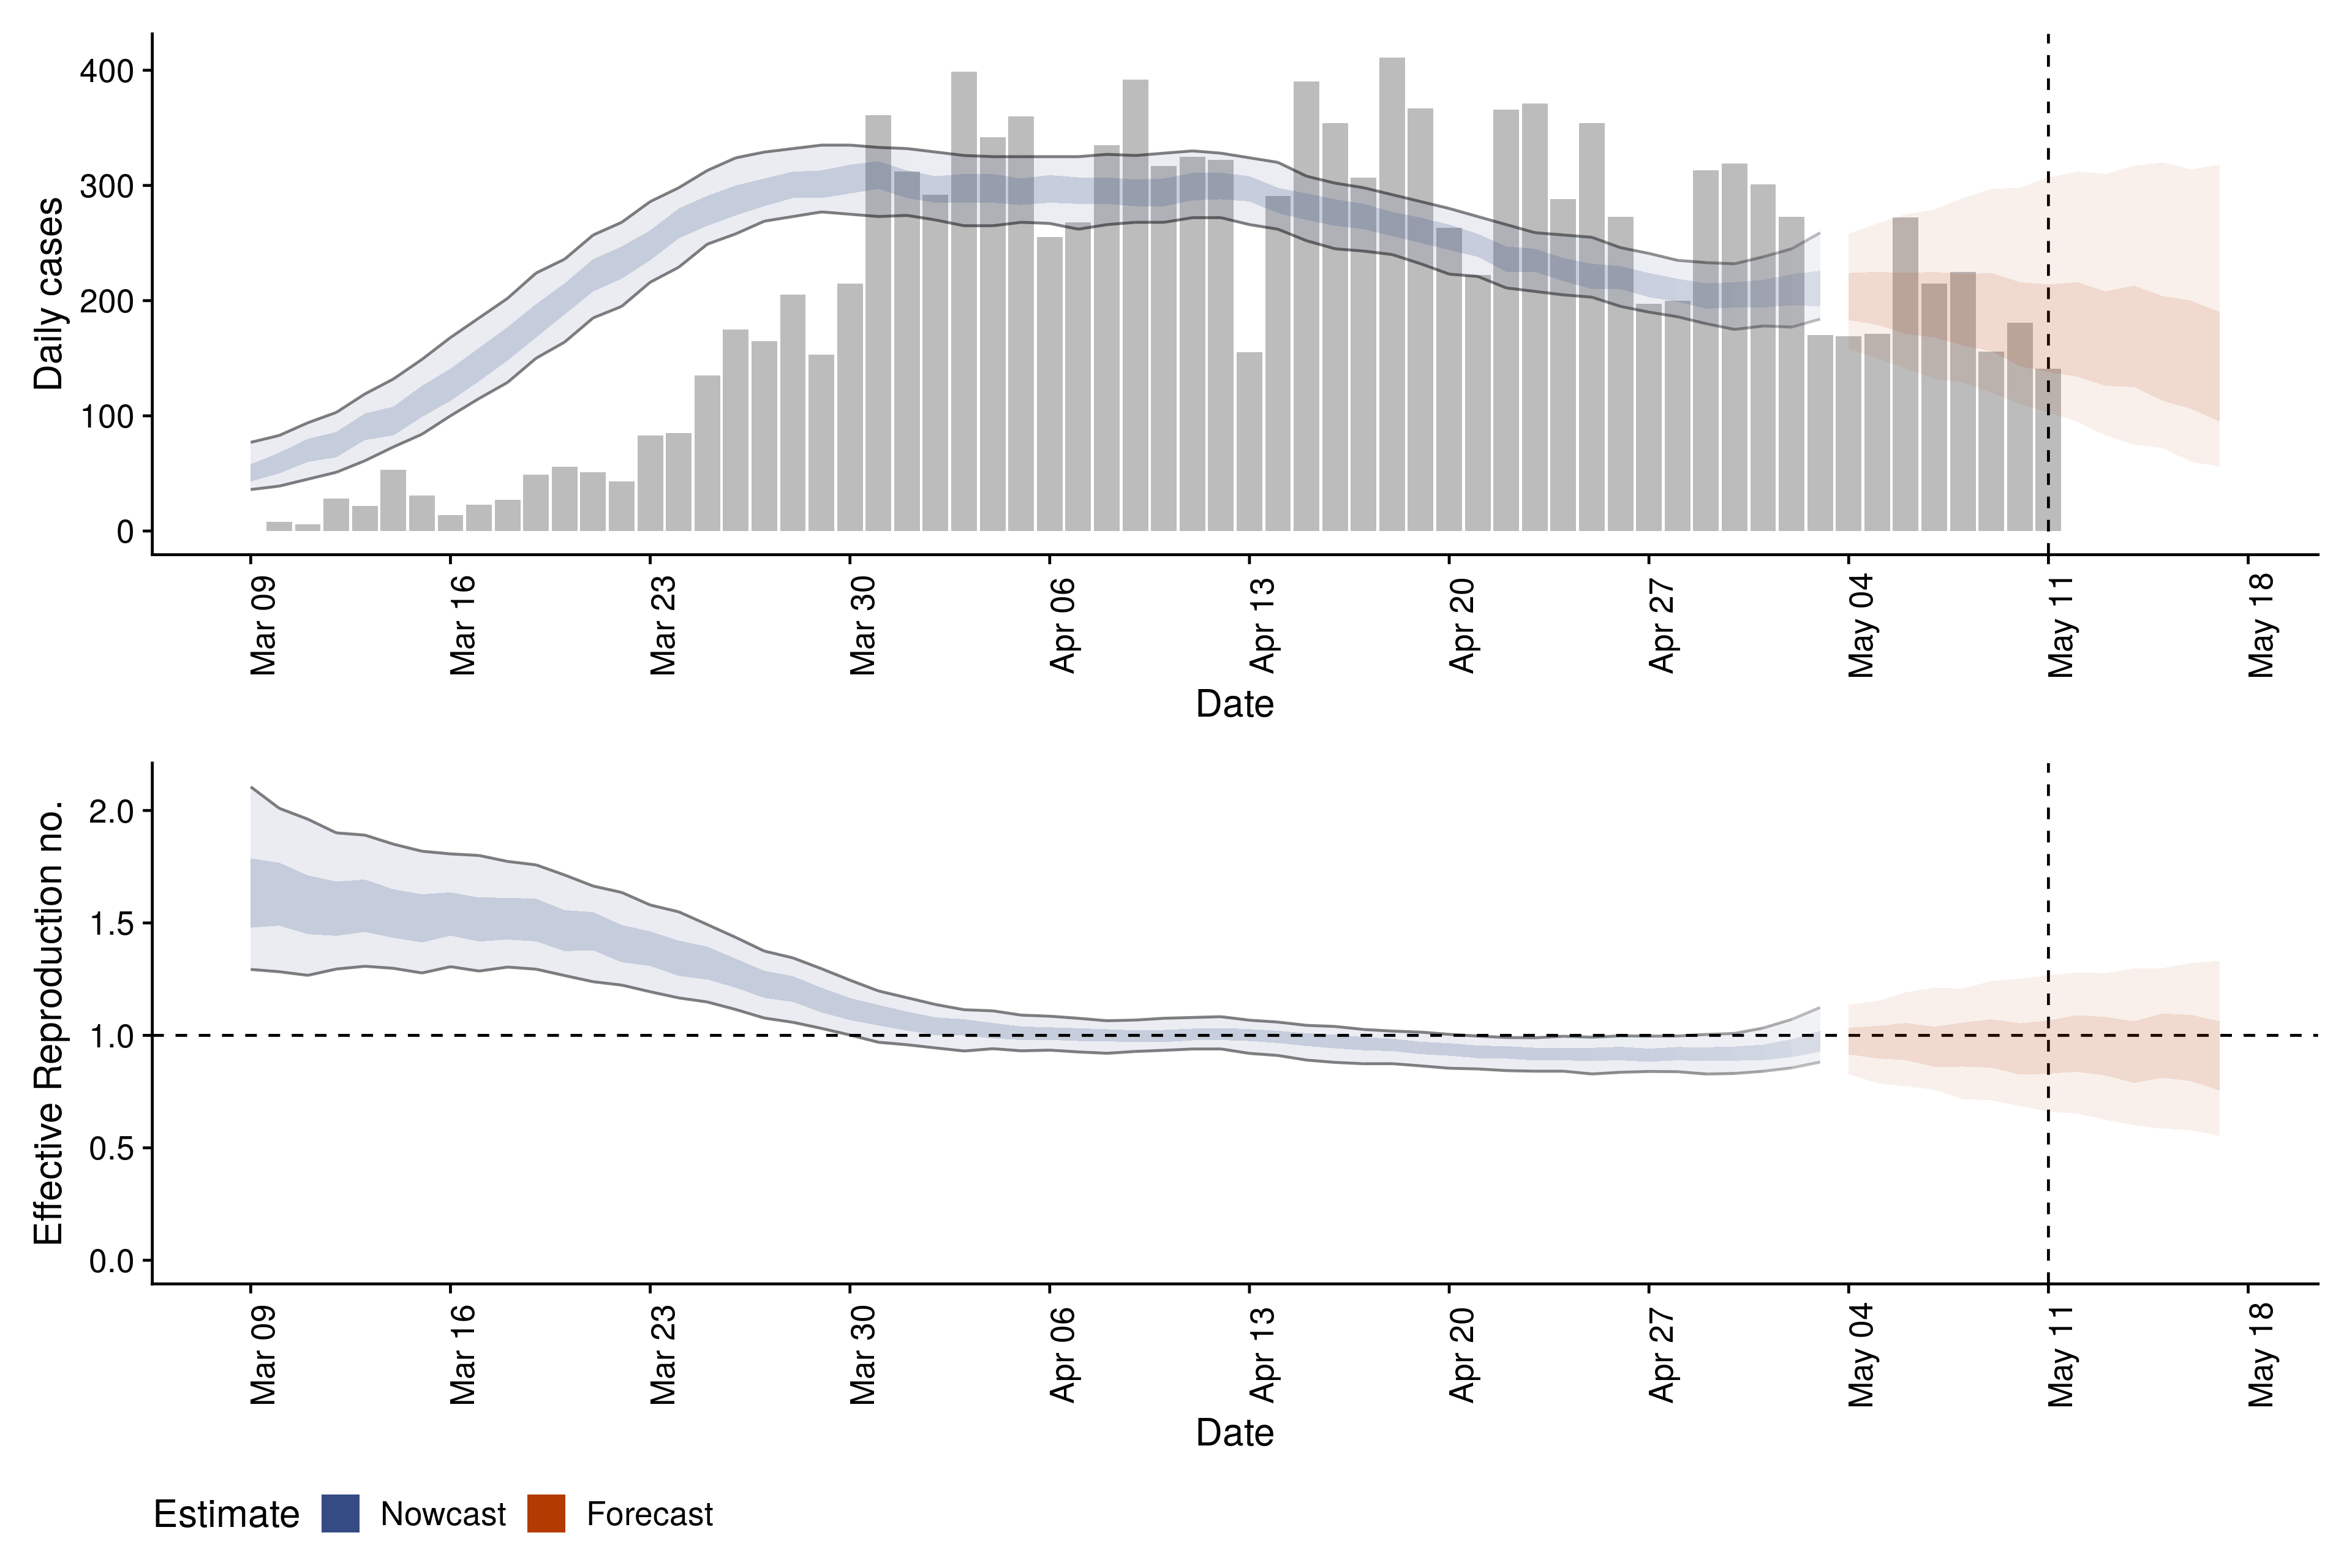 400
300
200
100
0
Daily cases
Mar 09
Mar 16
Mar 23
Mar 30
Apr 06
Apr 13
Apr 20
Apr 27
May 04
May 11
May 18
Date
2.0
1.5
1.0
0.5
0.0
Effective Reproduction no.
Mar 09
Mar 16
Mar 23
Mar 30
Apr 06
Apr 13
Apr 20
Apr 27
May 04
May 11
May 18
Date
Estimate Nowcast Forecast